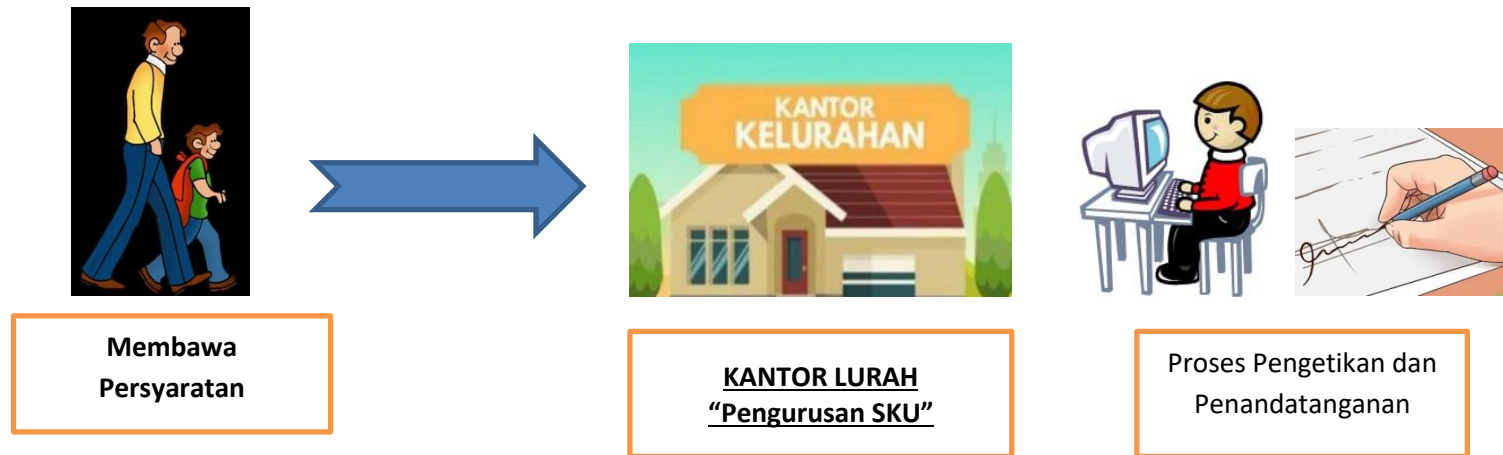 KANTOR
KELURAHAN
Membawa
Persyaratan
KANTOR LURAH
“Pengurusan SKU”
Proses Pengetikan dan
Penandatanganan